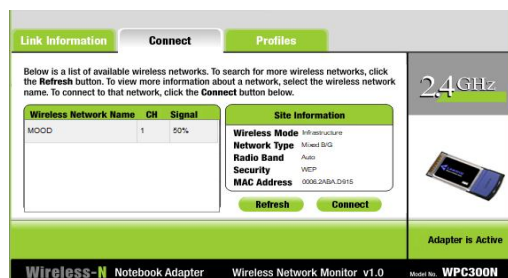 Link Information Connect Profiles
Below is a list of available wireless networks. To search for more wireless networks, click
the Refresh button. To view more information about a network, select the wireless network
name. To connect to that network, click the Connect button below.
2.4GHz
Wireless Network Name CH Signal
MOOD 1 50%
Site Information
Wireless Mode Infrastructure
Network Type Mixed B/G
Radio Band Auto
Security WEP
MAC Address 0006.2ABA.D915
Refresh Connect
Adapter is Active
Wireless-N Notebook Adapter Wireless Network Monitor v1.0 Model No. WPC300N